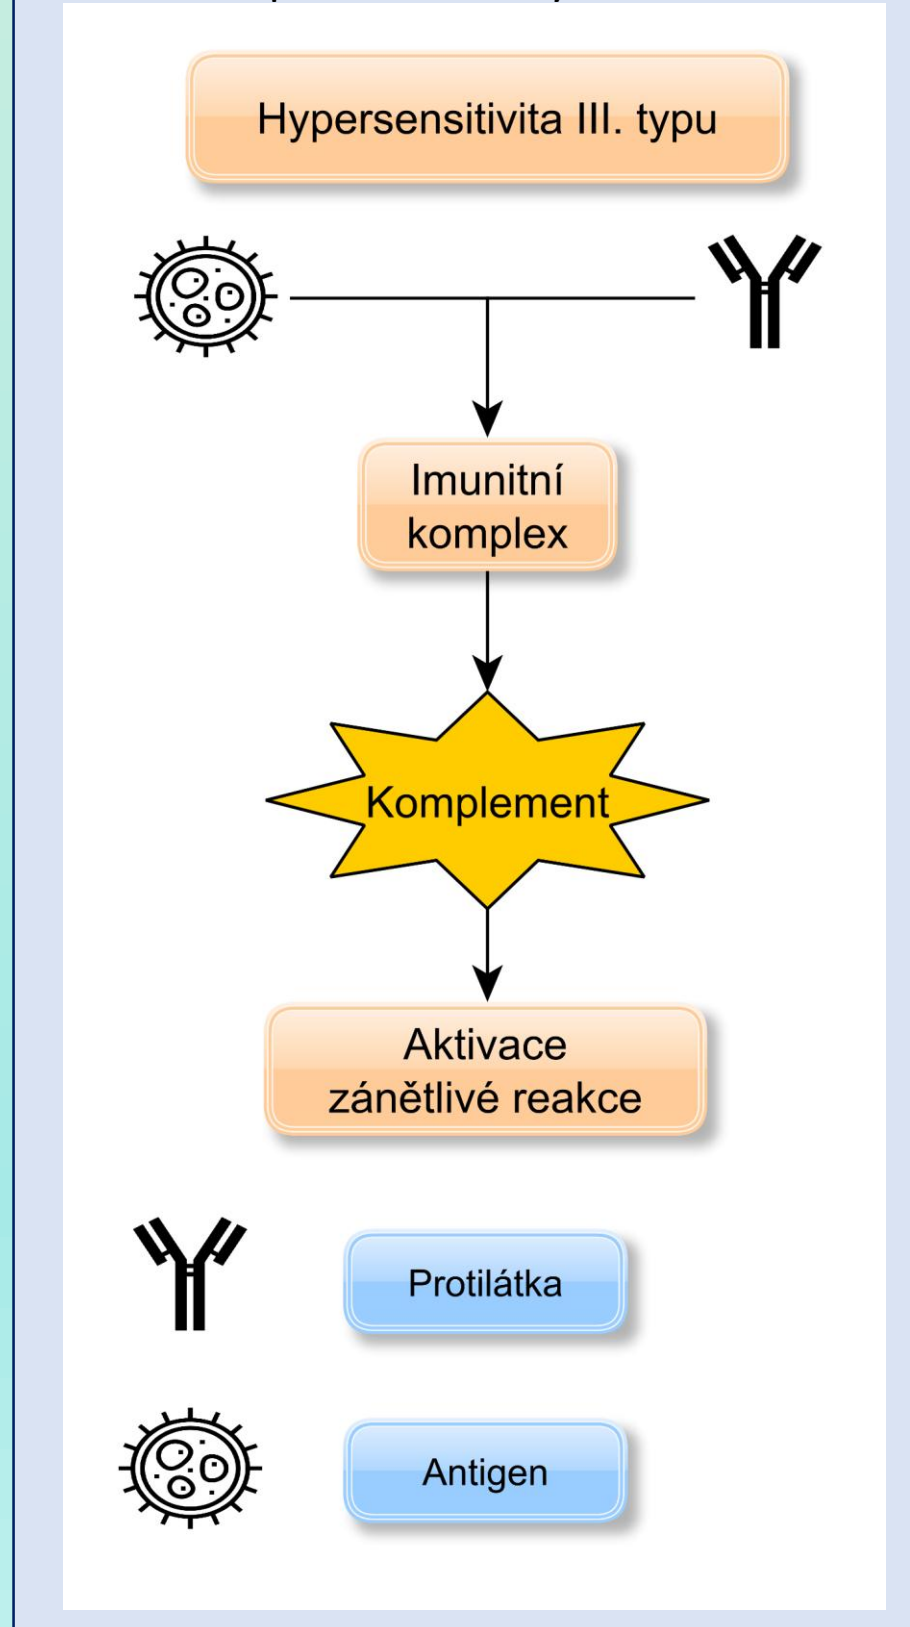 Hypersensitivita III. typu
Imunitní
komplex
Komplement
Aktivace
zánětlivé reakce
Protilátka
Antigen